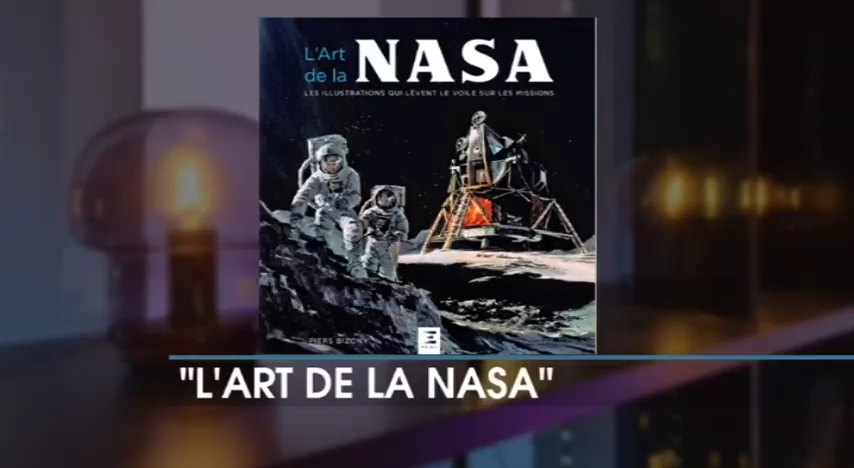 L'Art
de la NASA
LES ILLUSTRATIONS QUI LÈVENT LE VOILE SUR LES MISSIONS
PIERS BIZONY
"L'ART DE LA NASA"